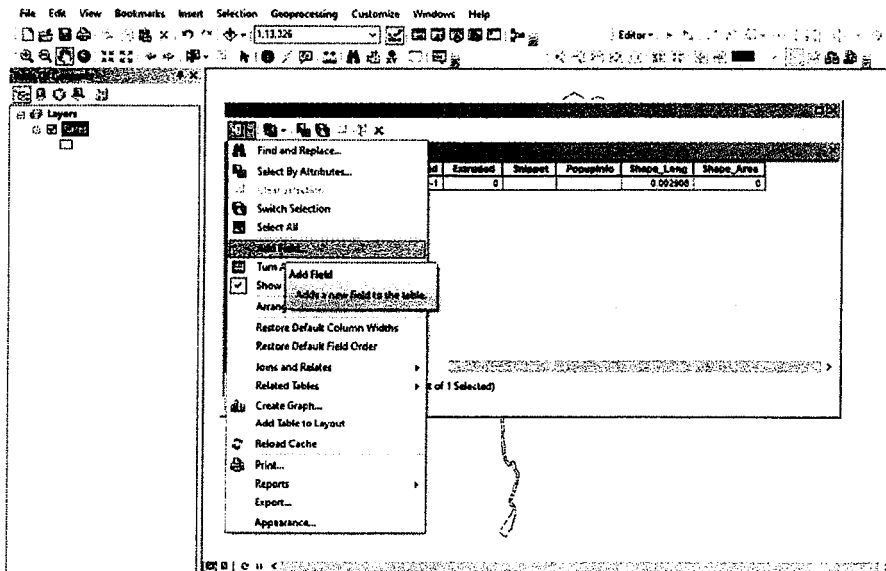 File Edit View Bookmarks Insert Selection Geoprocessing Customize Windows Help
1:13,326
Editor
Layers
Find and Replace...
Select By Attributes...
Clear Selection
Switch Selection
Select All
Add Field...
Turn A
Show
Arrang
Add Field
Adds a new field to the table.
Restore Default Column Widths
Restore Default Field Order
Joins and Relates
Related Tables
Create Graph...
Add Table to Layout
Reload Cache
Print...
Reports
Export...
Appearance...
Extruded Snippet PopupInfo Shape_Leng Shape_Area
-1 0 0.002908 0
t of 1 Selected)